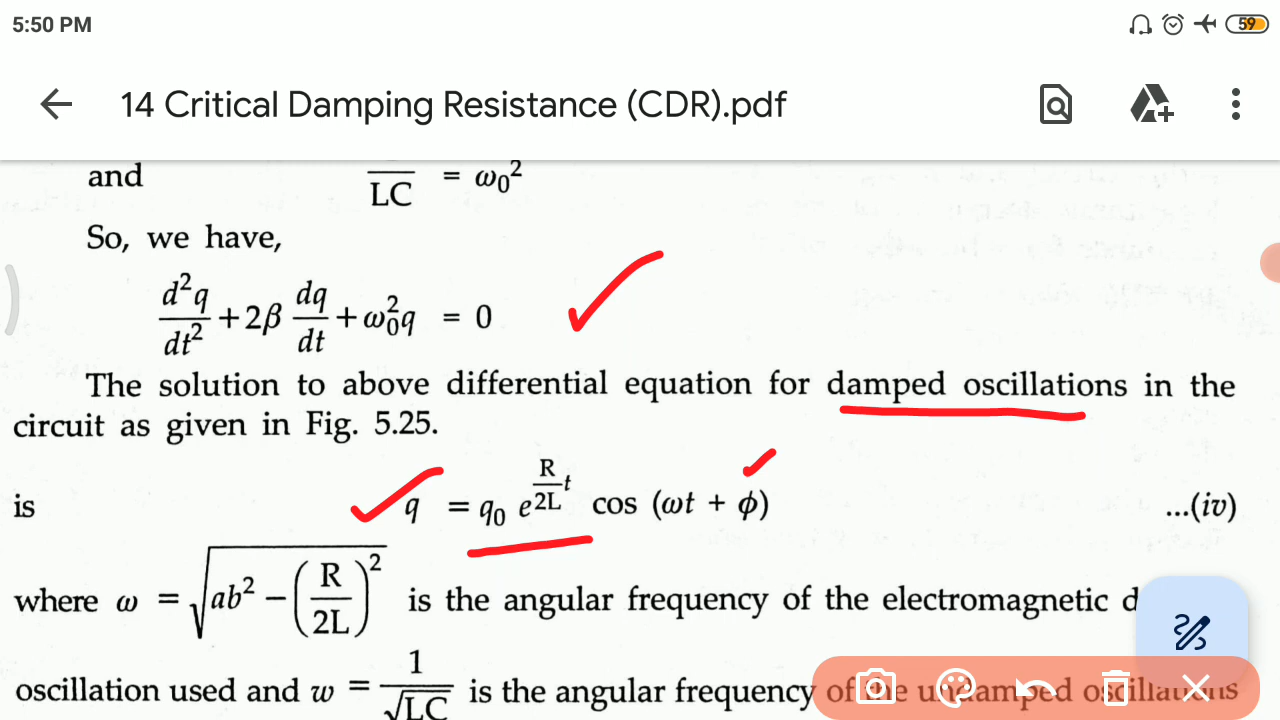 5:50 PM 59
14 Critical Damping Resistance (CDR).pdf
and LC = ω₀²
So, we have,
d²q/dt² + 2β dq/dt + ω₀²q = 0
The solution to above differential equation for damped oscillations in the
circuit as given in Fig. 5.25.
is q = q₀ e^(R/2L t) cos (ωt + ϕ) ...(iv)
where ω = √(ab² − (R/2L)²) is the angular frequency of the electromagnetic d
oscillation used and w = 1/√LC is the angular frequency of the undamped oscillations